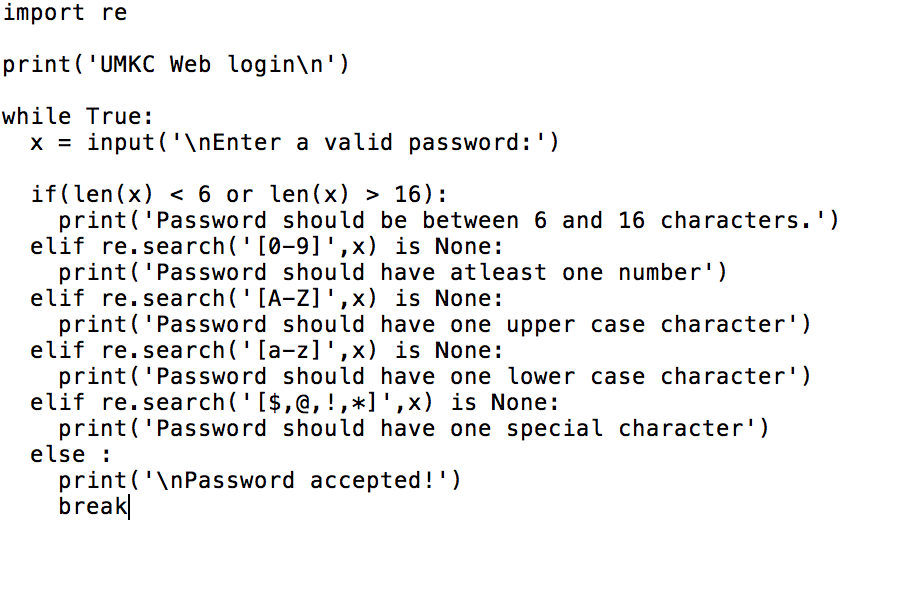 import re
print('UMKC Web login\n')
while True:
  x = input('\nEnter a valid password:')
  if(len(x) < 6 or len(x) > 16):
    print('Password should be between 6 and 16 characters.')
  elif re.search('[0-9]',x) is None:
    print('Password should have atleast one number')
  elif re.search('[A-Z]',x) is None:
    print('Password should have one upper case character')
  elif re.search('[a-z]',x) is None:
    print('Password should have one lower case character')
  elif re.search('[$,@,!,*]',x) is None:
    print('Password should have one special character')
  else :
    print('\nPassword accepted!')
    break